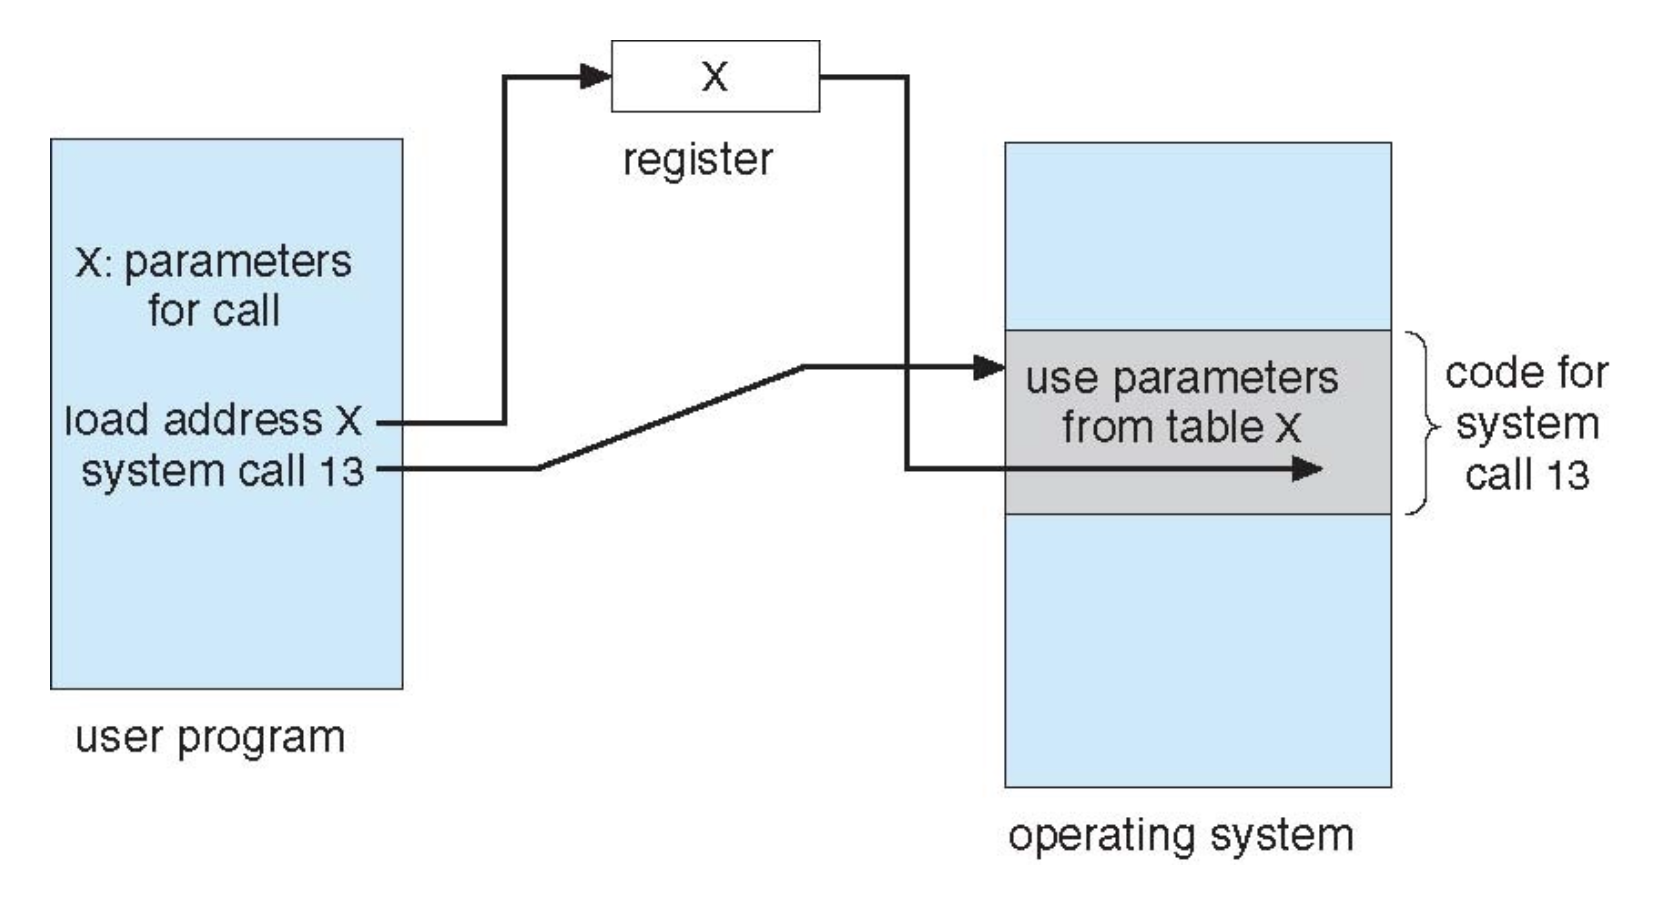 X
register
X: parameters
for call
load address X
system call 13
user program
use parameters
from table X
code for
system
call 13
operating system